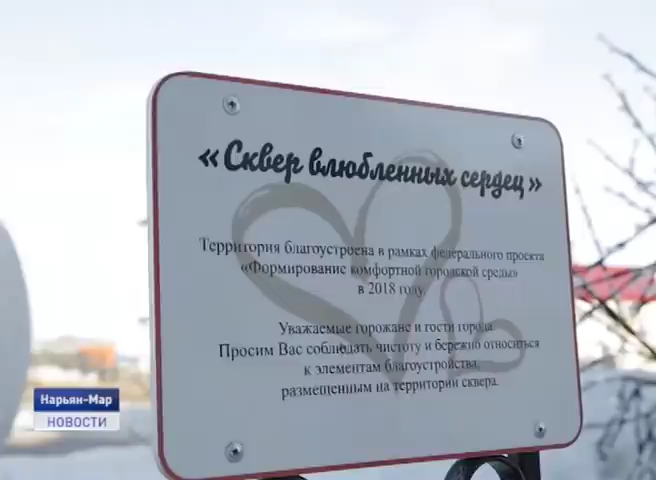 «Сквер влюбленных сердец»
Территория благоустроена в рамках федерального проекта
«Формирование комфортной городской среды»
в 2018 году.
Уважаемые горожане и гости города.
Просим Вас соблюдать чистоту и бережно относиться
к элементам благоустройства,
размещенным на территории сквера.
Нарьян-Мар
НОВОСТИ